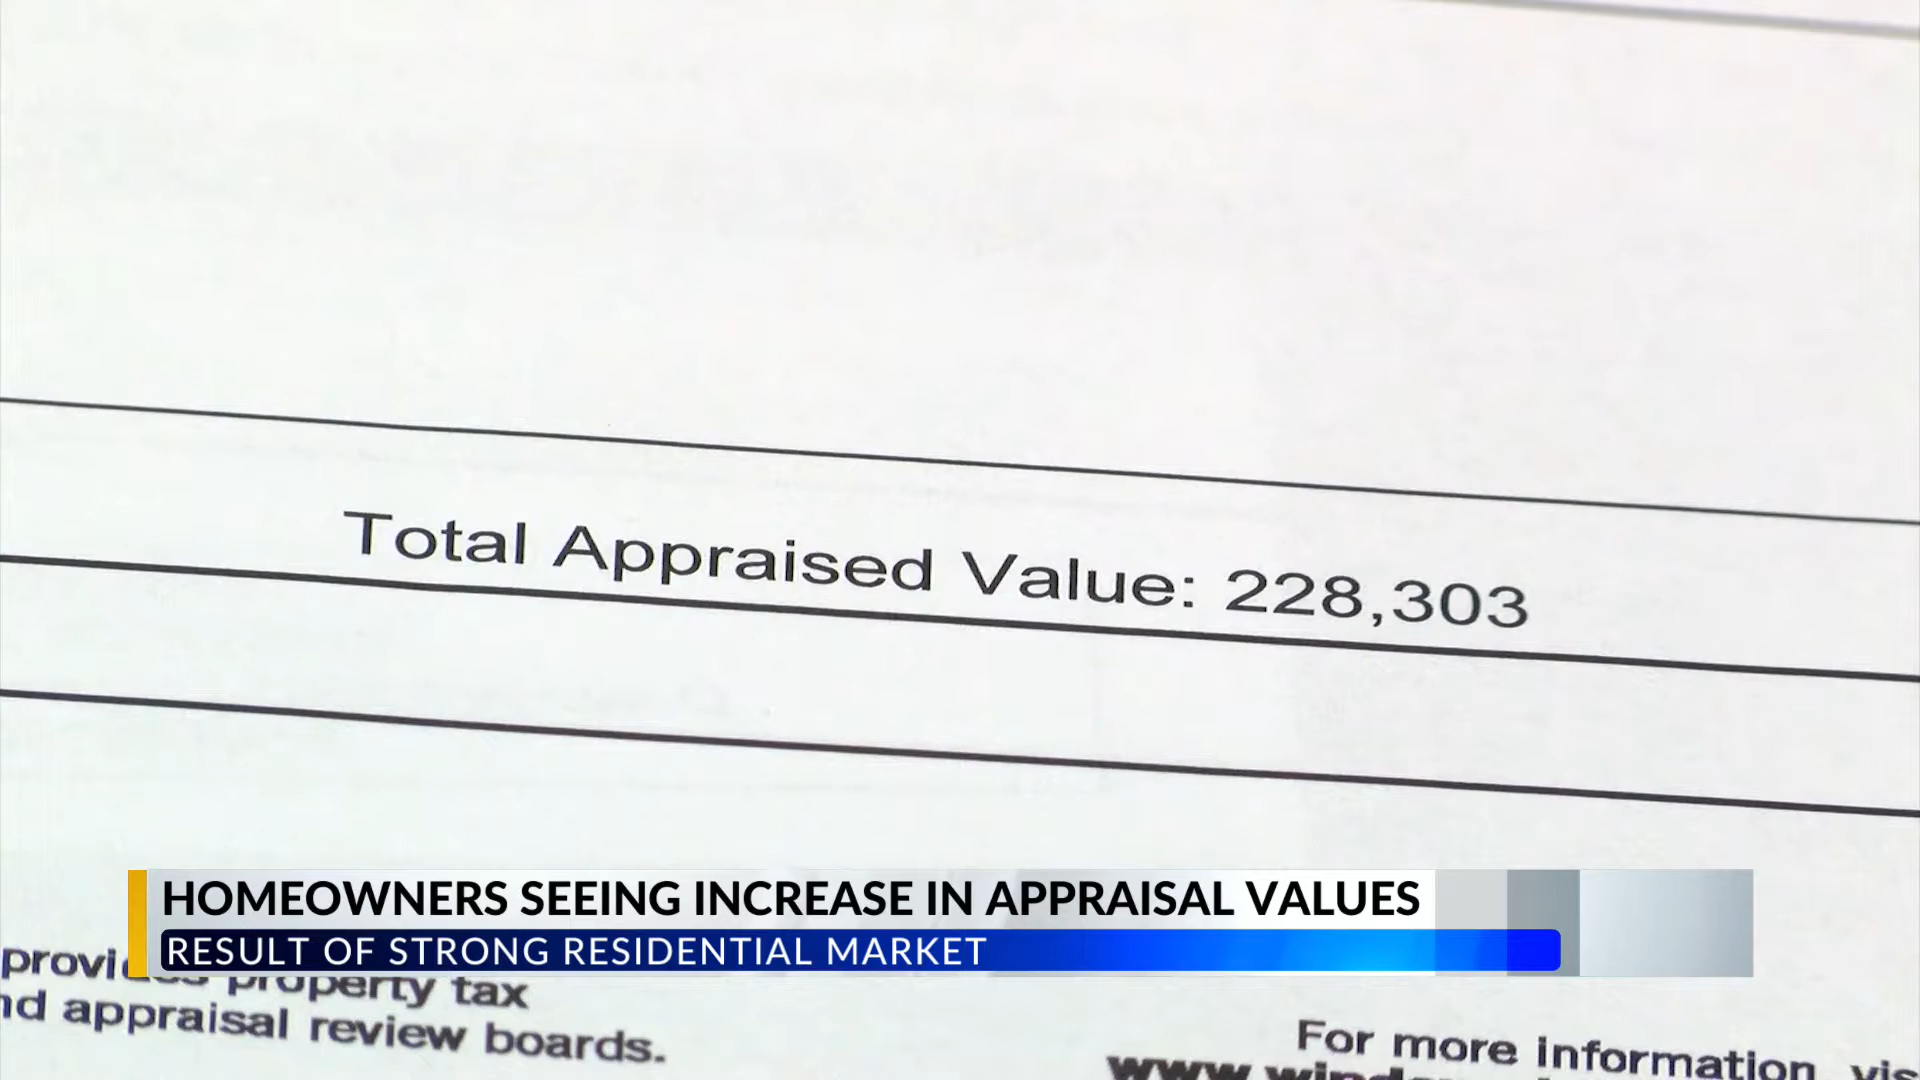 Total Appraised Value: 228,303
HOMEOWNERS SEEING INCREASE IN APPRAISAL VALUES
RESULT OF STRONG RESIDENTIAL MARKET
property tax
appraisal review boards.
For more information